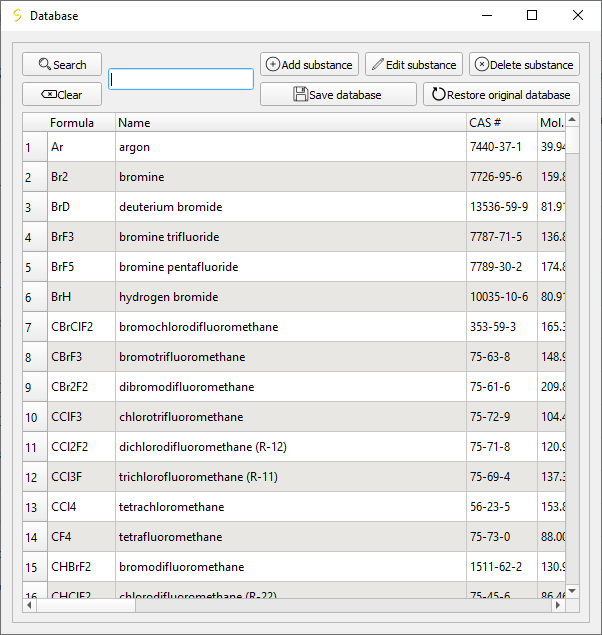 Database
Search
Add substance
Edit substance
Delete substance
Clear
Save database
Restore original database
Formula Name CAS # Mol.
1 Ar argon 7440-37-1 39.94
2 Br2 bromine 7726-95-6 159.8
3 BrD deuterium bromide 13536-59-9 81.91
4 BrF3 bromine trifluoride 7787-71-5 136.8
5 BrF5 bromine pentafluoride 7789-30-2 174.8
6 BrH hydrogen bromide 10035-10-6 80.91
7 CBrClF2 bromochlorodifluoromethane 353-59-3 165.3
8 CBrF3 bromotrifluoromethane 75-63-8 148.9
9 CBr2F2 dibromodifluoromethane 75-61-6 209.8
10 CClF3 chlorotrifluoromethane 75-72-9 104.4
11 CCl2F2 dichlorodifluoromethane (R-12) 75-71-8 120.9
12 CCl3F trichlorofluoromethane (R-11) 75-69-4 137.3
13 CCl4 tetrachloromethane 56-23-5 153.8
14 CF4 tetrafluoromethane 75-73-0 88.00
15 CHBrF2 bromodifluoromethane 1511-62-2 130.9
16 CHClF2 chlorodifluoromethane (R-22) 75-45-6 86.46